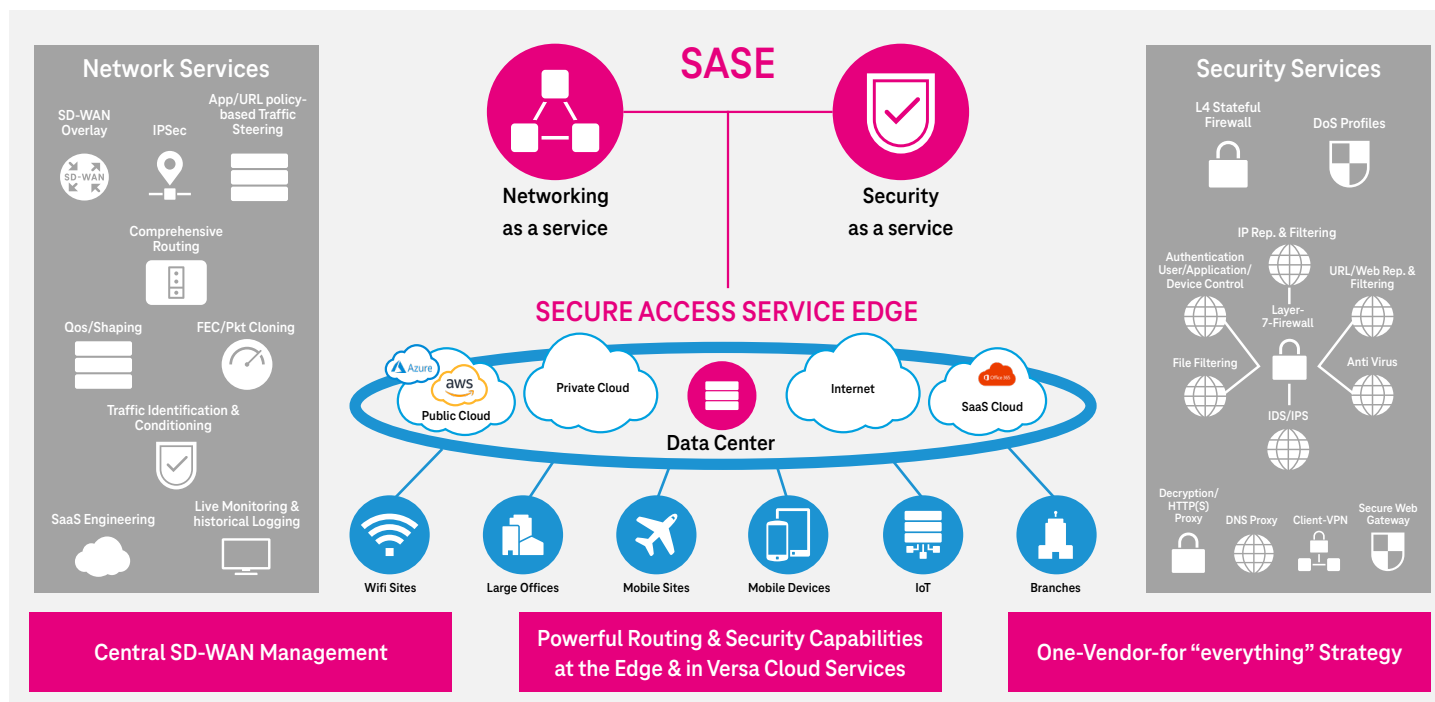 Network Services
SD-WAN
Overlay
IPSec
App/URL policy-
based Traffic
Steering
SD-WAN
Comprehensive
Routing
Qos/Shaping
FEC/Pkt Cloning
Traffic Identification &
Conditioning
SaaS Engineering
Live Monitoring &
historical Logging
SASE
Networking
as a service
Security
as a service
SECURE ACCESS SERVICE EDGE
Azure
aws
Public Cloud
Private Cloud
Data Center
Internet
Office 365
SaaS Cloud
Wifi Sites
Large Offices
Mobile Sites
Mobile Devices
IoT
Branches
Security Services
L4 Stateful
Firewall
DoS Profiles
IP Rep. & Filtering
Authentication
User/Application/
Device Control
URL/Web Rep. &
Filtering
Layer-
7-Firewall
File Filtering
Anti Virus
IDS/IPS
Decryption/
HTTP(S)
Proxy
DNS Proxy
Client-VPN
Secure Web
Gateway
Central SD-WAN Management
Powerful Routing & Security Capabilities
at the Edge & in Versa Cloud Services
One-Vendor-for “everything” Strategy